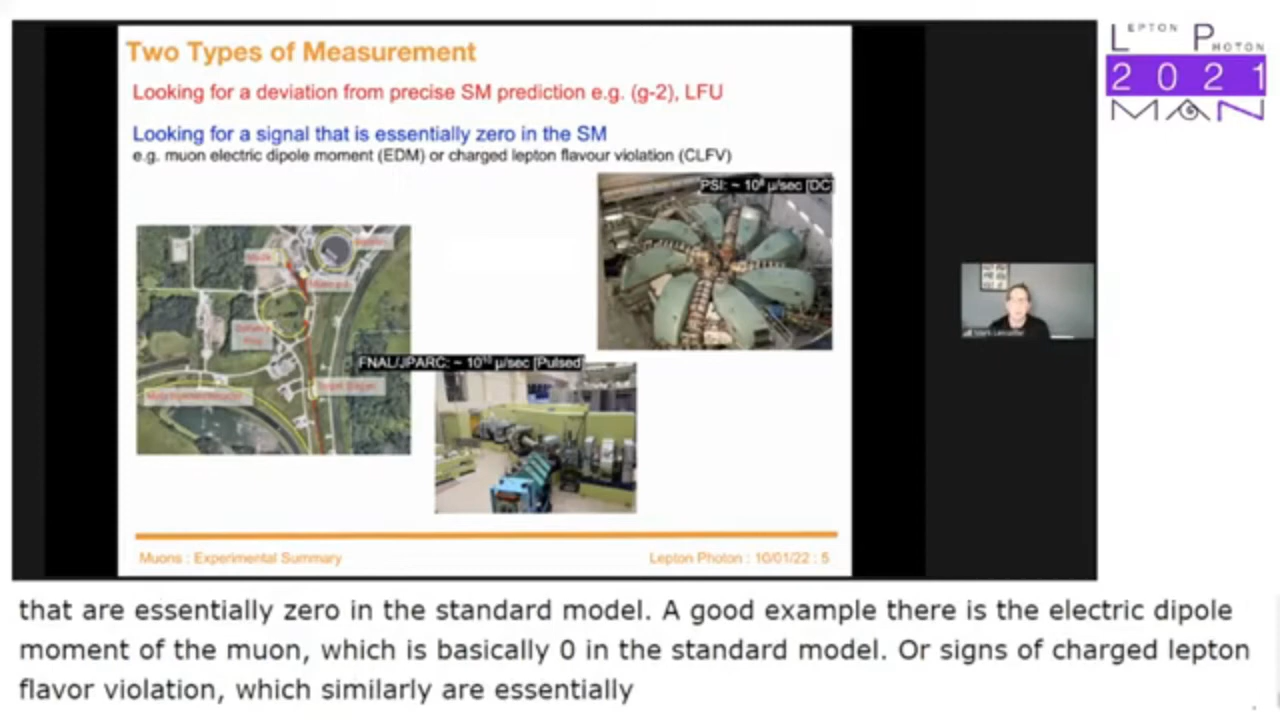 Two Types of Measurement
LEPTON PHOTON
2021
MAN
Looking for a deviation from precise SM prediction e.g. (g-2), LFU
Looking for a signal that is essentially zero in the SM
e.g. muon electric dipole moment (EDM) or charged lepton flavour violation (CLFV)
PSI: ~ 10⁸ μ/sec [DC]
FNAL/JPARC: ~ 10¹⁰ μ/sec [Pulsed]
Muons : Experimental Summary
Lepton Photon : 10/01/22 : 5
that are essentially zero in the standard model. A good example there is the electric dipole
moment of the muon, which is basically 0 in the standard model. Or signs of charged lepton
flavor violation, which similarly are essentially